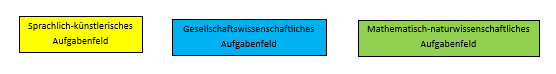 Sprachlich-künstlerisches
Aufgabenfeld
Gesellschaftswissenschaftliches
Aufgabenfeld
Mathematisch-naturwissenschaftliches
Aufgabenfeld